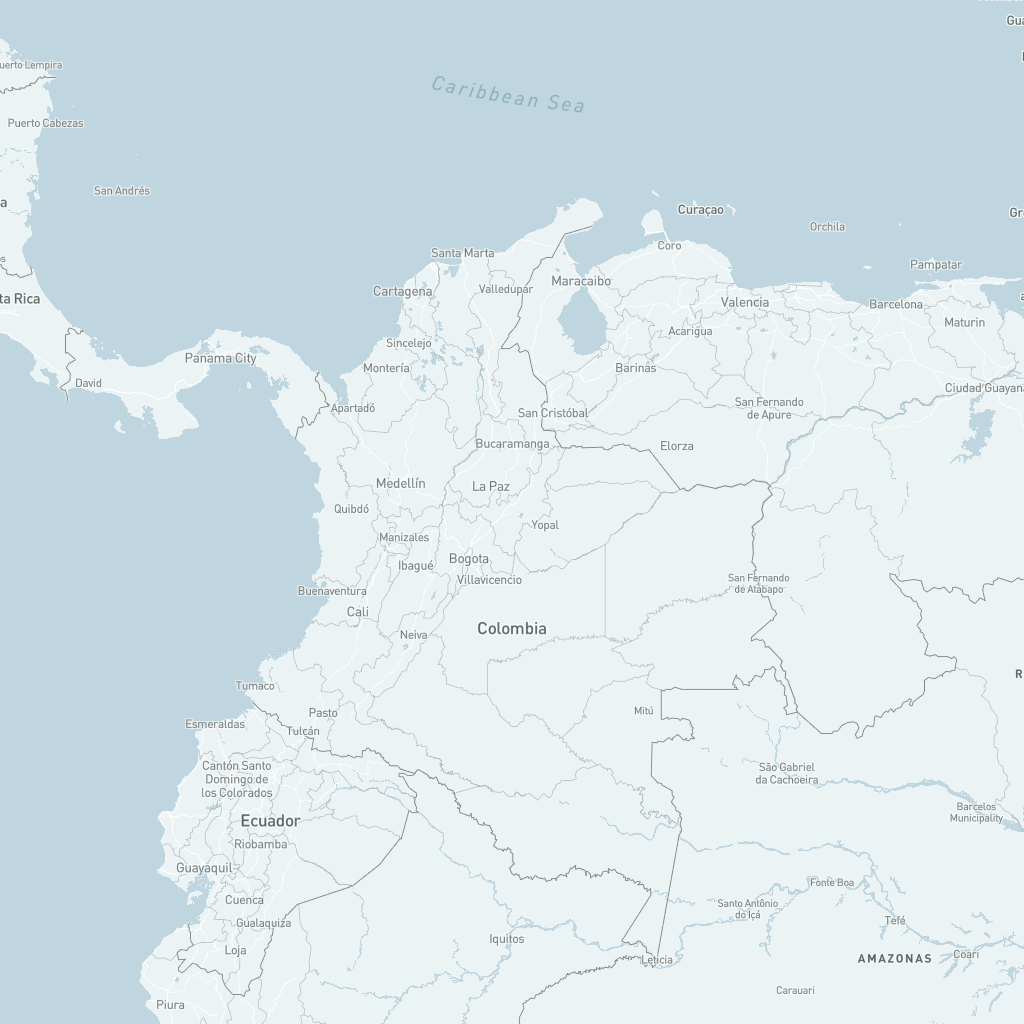 Puerto Lempira
Caribbean Sea
Puerto Cabezas
San Andrés
Curaçao
Orchila
Santa Marta
Coro
Pampatar
Cartagena
Valledupar
Maracaibo
ta Rica
Valencia
Barcelona
Acarigua
Maturin
Sincelejo
Panama City
Montería
Barinas
David
Ciudad Guayan
Apartadó
San Cristóbal
San Fernando
de Apure
Bucaramanga
Elorza
Medellín
La Paz
Quibdó
Yopal
Manizales
Bogota
Ibagué
Villavicencio
San Fernando
de Atabapo
Buenaventura
Cali
Colombia
Neiva
Tumaco
Mitú
Pasto
Esmeraldas
Tulcán
Cantón Santo
Domingo de
los Colorados
São Gabriel
da Cachoeira
Barcelos
Municipality
Ecuador
Riobamba
Guayaquil
Fonte Boa
Cuenca
Santo Antônio
do Içá
Gualaquiza
Tefé
Iquitos
Loja
Leticia
AMAZONAS
Coari
Carauari
Piura